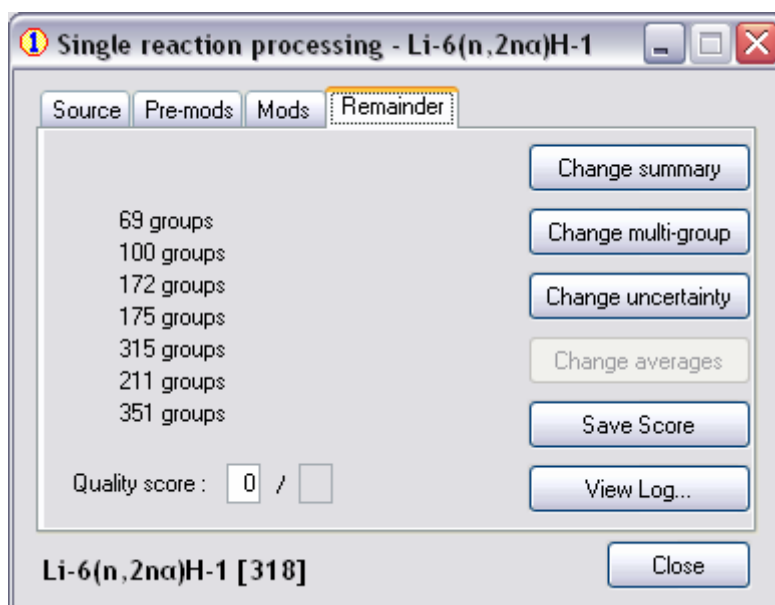 Single reaction processing - Li-6(n,2nα)H-1
Source Pre-mods Mods Remainder
Change summary
69 groups
Change multi-group
100 groups
172 groups
Change uncertainty
175 groups
315 groups
Change averages
211 groups
351 groups
Save Score
Quality score : 0 /
View Log...
Li-6(n,2nα)H-1 [318]
Close